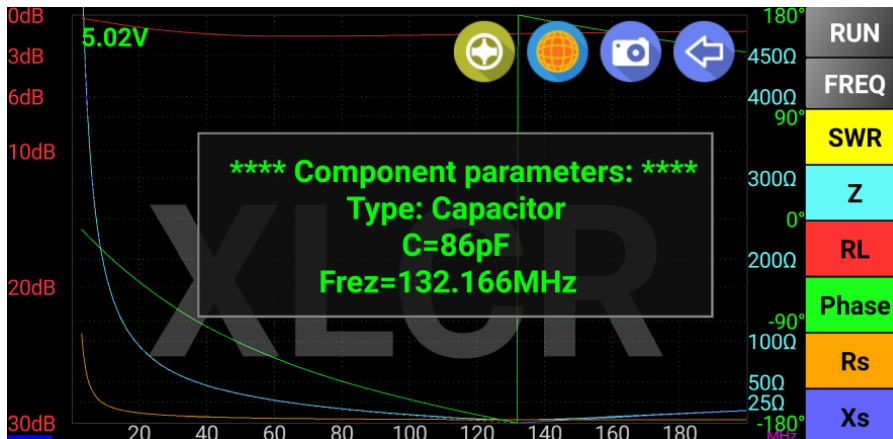 0dB
5.02V
180°
RUN
3dB
450Ω
6dB
400Ω
FREQ
90°
10dB
SWR
**** Component parameters: ****
300Ω
Z
Type: Capacitor
0°
C=86pF
200Ω
RL
Frez=132.166MHz
20dB
XLCR
-90°
Phase
100Ω
Rs
50Ω
25Ω
30dB
-180°
Xs
20 40 60 80 100 120 140 160 180 MHz